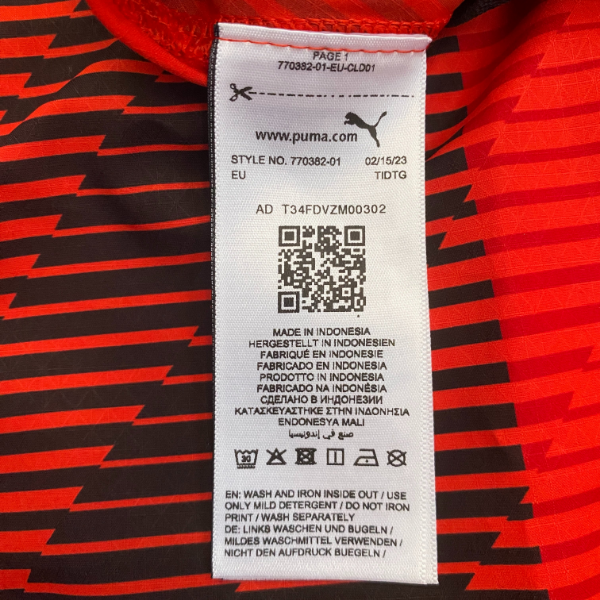 PAGE 1
770382-01-EU-CLD01
www.puma.com
STYLE NO. 770382-01 02/15/23
EU TIDTG
AD T34FDVZM00302
MADE IN INDONESIA
HERGESTELLT IN INDONESIEN
FABRIQUÉ EN INDONESIE
FABRICADO EN INDONESIA
PRODOTTO IN INDONESIA
FABRICADO NA INDONÉSIA
СДЕЛАНО В ИНДОНЕЗИИ
ΚΑΤΑΣΚΕΥΑΣΤΗΚΕ ΣΤΗΝ ΙΝΔΟΝΗΣΙΑ
ENDONESYA MALI
صنع في إندونيسيا
30
EN: WASH AND IRON INSIDE OUT / USE
ONLY MILD DETERGENT / DO NOT IRON
PRINT / WASH SEPARATELY
DE: LINKS WASCHEN UND BUGELN /
MILDES WASCHMITTEL VERWENDEN /
NICHT DEN AUFDRUCK BUEGELN /